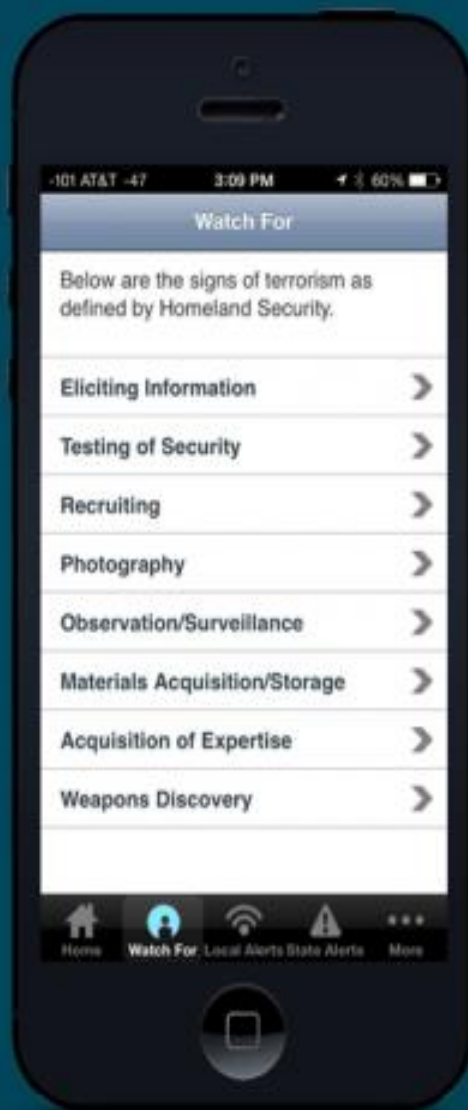 -101 AT&T -47 3:09 PM 60%
Watch For
Below are the signs of terrorism as
defined by Homeland Security.
Eliciting Information
Testing of Security
Recruiting
Photography
Observation/Surveillance
Materials Acquisition/Storage
Acquisition of Expertise
Weapons Discovery
Home Watch For Local Alerts State Alerts More